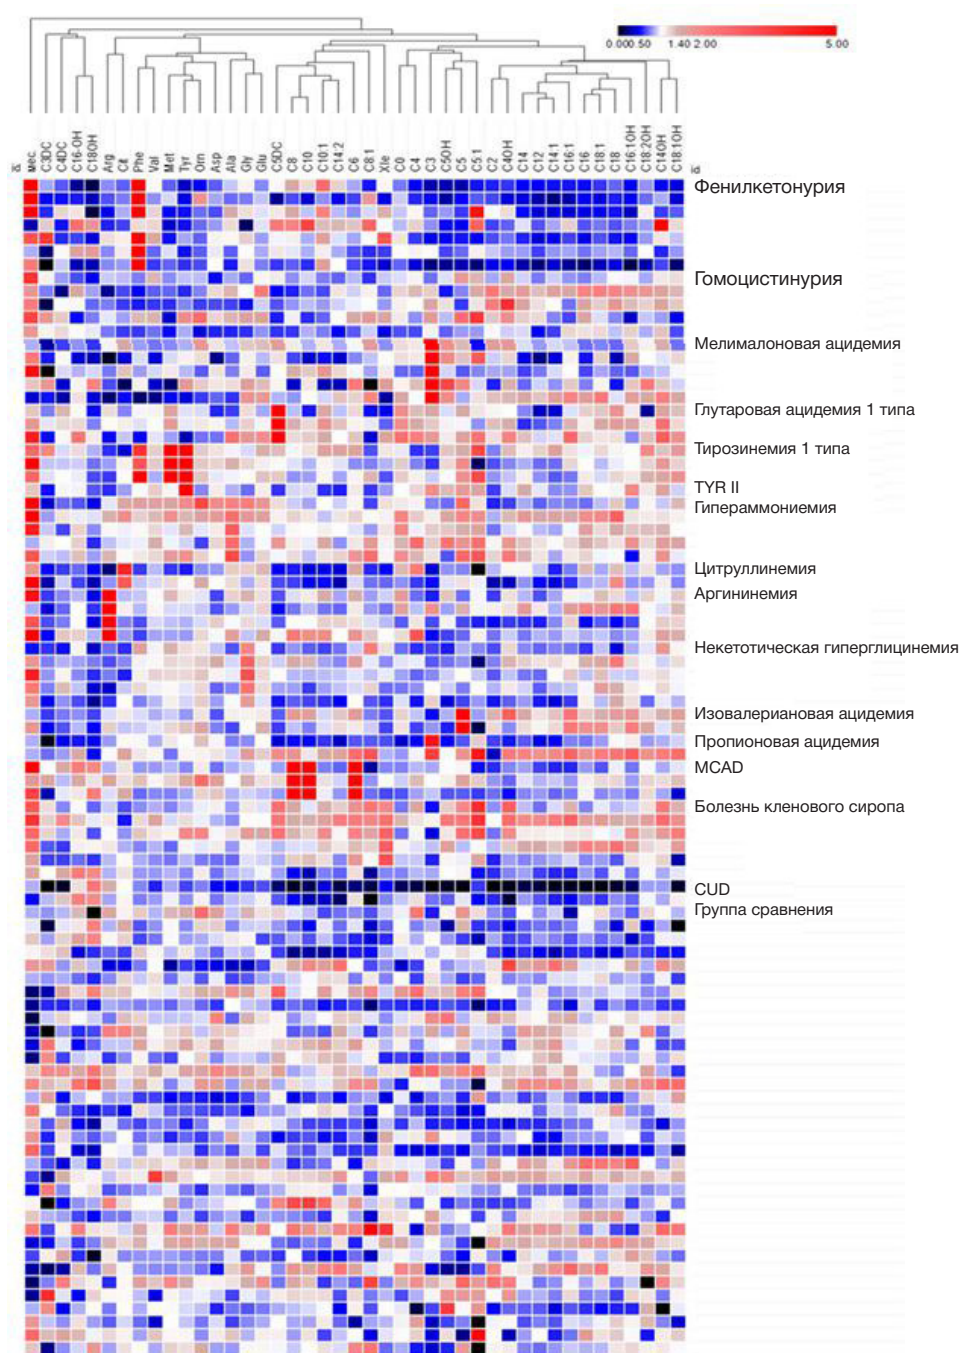 0.00 0.50 1.40 2.00 5.00
id мес C3DC C4DC C16-OH C18OH Arg Cit Phe Val Met Tyr Orn Asp Ala Gly Glu C5DC C8 C10 C10:1 C14:2 C6 C8:1 Xle C0 C4 C3 C5OH C5 C5:1 C2 C4OH C14 C12 C14:1 C16:1 C16 C18:1 C18 C16:1OH C18:2OH C14OH C18:1OH id
Фенилкетонурия
Гомоцистинурия
Мелималоновая ацидемия
Глутаровая ацидемия 1 типа
Тирозинемия 1 типа
TYR II
Гипераммониемия
Цитруллинемия
Аргининемия
Некетотическая гиперглицинемия
Изовалериановая ацидемия
Пропионовая ацидемия
MCAD
Болезнь кленового сиропа
CUD
Группа сравнения